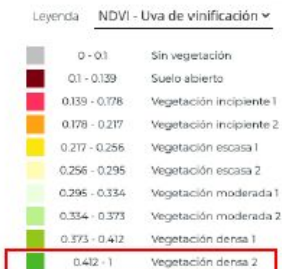 Leyenda NDVI - Uva de vinificación
0 - 0.1 Sin vegetación
0.1 - 0.139 Suelo abierto
0.139 - 0.178 Vegetación incipiente 1
0.178 - 0.217 Vegetación incipiente 2
0.217 - 0.256 Vegetación escasa 1
0.256 - 0.295 Vegetación escasa 2
0.295 - 0.334 Vegetación moderada 1
0.334 - 0.373 Vegetación moderada 2
0.373 - 0.412 Vegetación densa 1
0.412 - 1 Vegetación densa 2